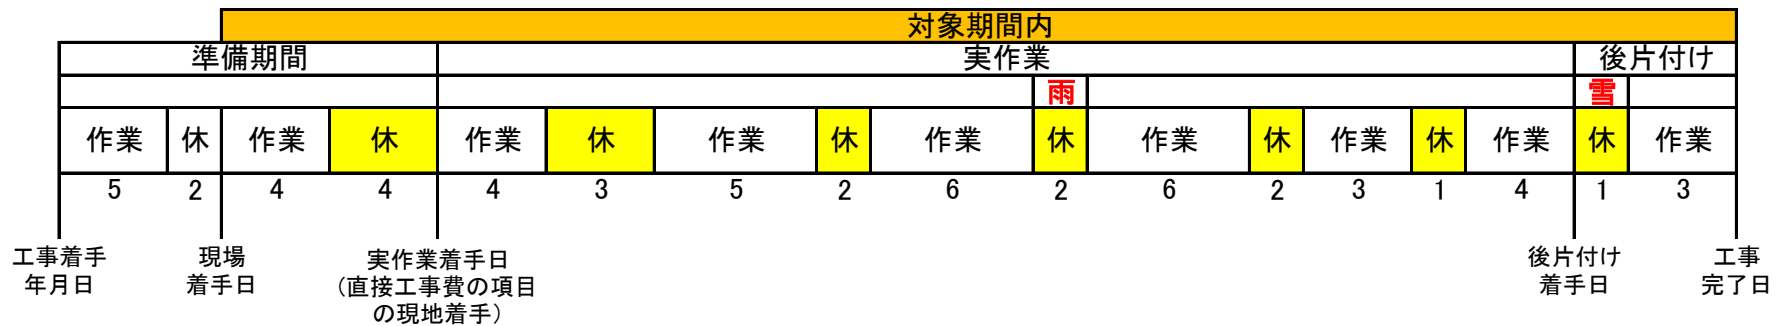 対象期間内
準備期間 実作業 後片付け
雨 雪
作業 休 作業 休 作業 休 作業 休 作業 休 作業 休 作業 休 作業 休 作業
5 2 4 4 4 3 5 2 6 2 6 2 3 1 4 1 3
工事着手
年月日
現場
着手日
実作業着手日
(直接工事費の項目
の現地着手)
後片付け
着手日
工事
完了日